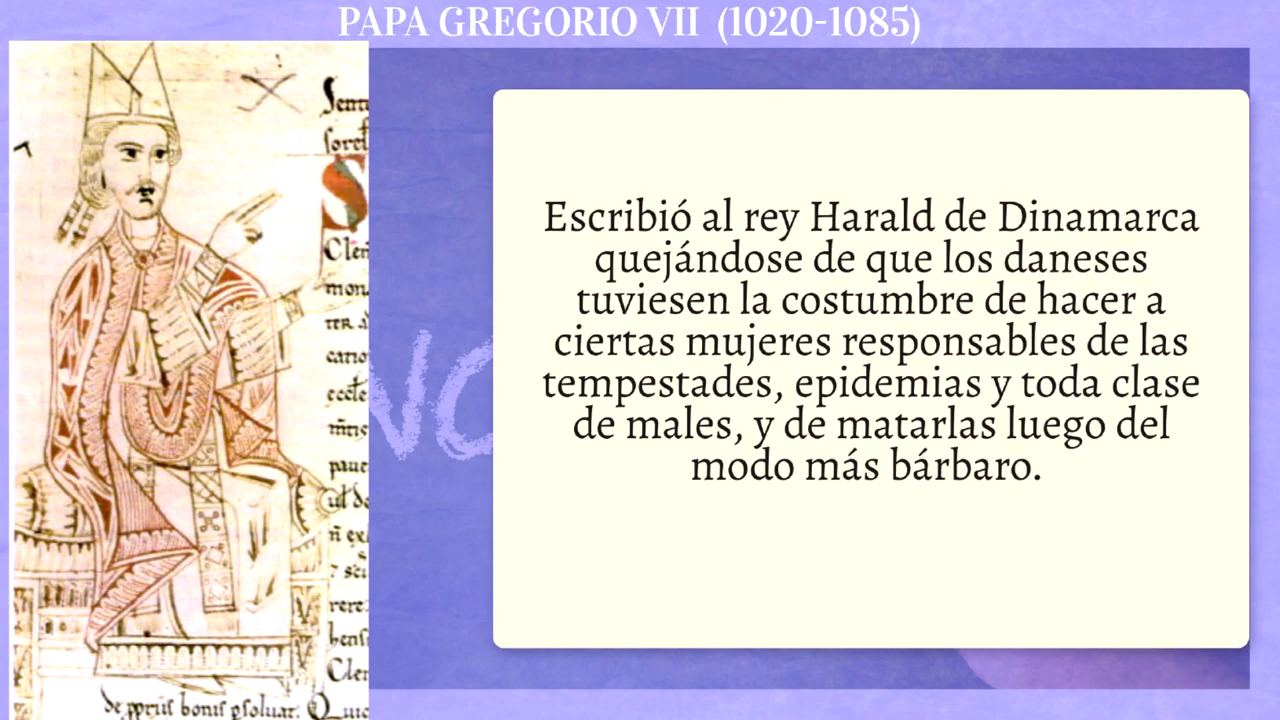 PAPA GREGORIO VII (1020-1085)
Escribió al rey Harald de Dinamarca
quejándose de que los daneses
tuviesen la costumbre de hacer a
ciertas mujeres responsables de las
tempestades, epidemias y toda clase
de males, y de matarlas luego del
modo más bárbaro.